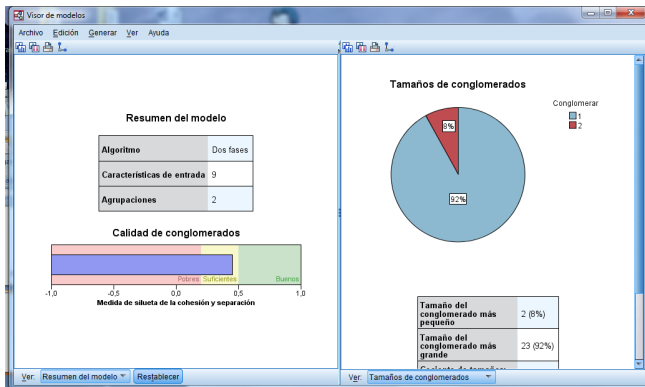 Visor de modelos
Archivo Edición Generar Ver Ayuda
Resumen del modelo
Algoritmo Dos fases
Características de entrada 9
Agrupaciones 2
Calidad de conglomerados
Pobres Suficientes Buenos
-1,0 -0,5 0,0 0,5 1,0
Medida de silueta de la cohesión y separación
Ver: Resumen del modelo Restablecer
Tamaños de conglomerados
Conglomerar
1
2
8%
92%
Tamaño del
conglomerado más
pequeño
2 (8%)
Tamaño del
conglomerado más
grande
23 (92%)
Cociente de tamaños:
Ver: Tamaños de conglomerados